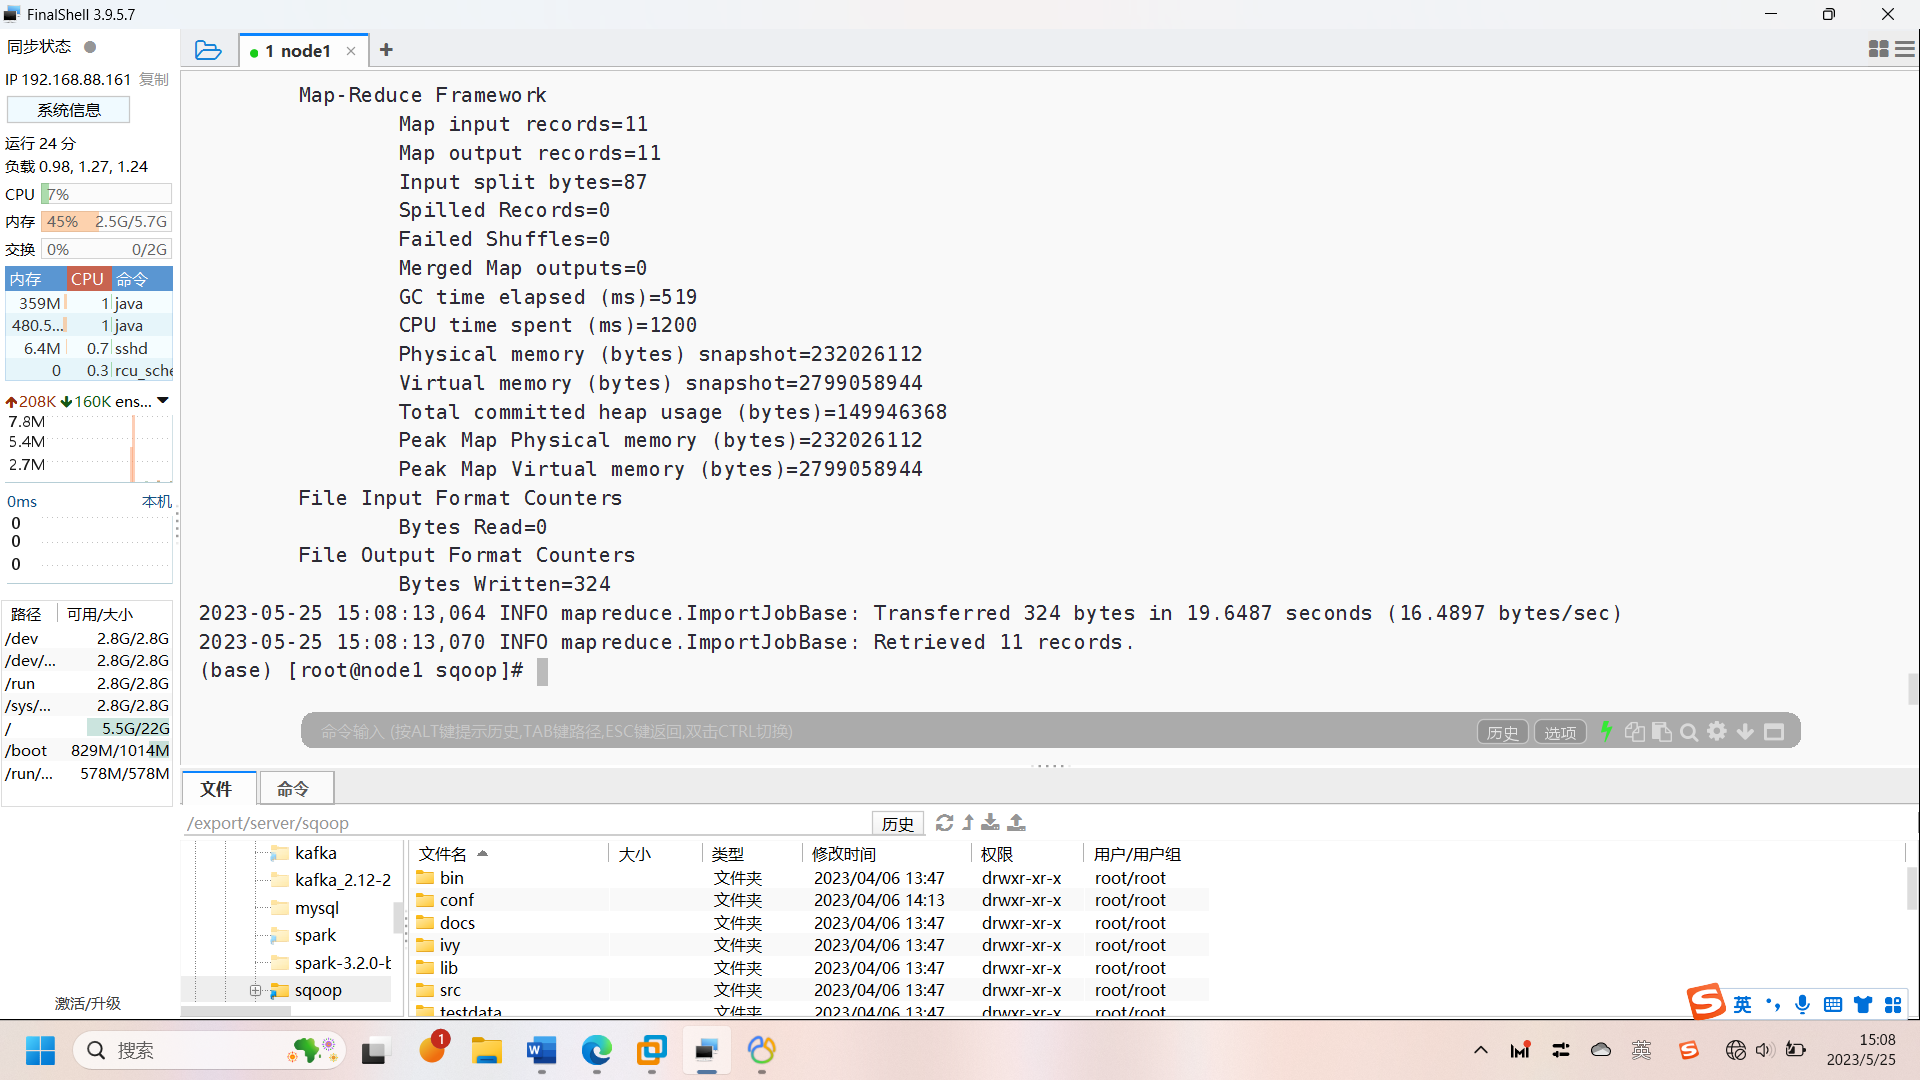 FinalShell 3.9.5.7
同步状态
IP 192.168.88.161 复制
系统信息
运行 24 分
负载 0.98, 1.27, 1.24
CPU 7%
内存 45% 2.5G/5.7G
交换 0% 0/2G
内存 CPU 命令
359M 1 java
480.5... 1 java
6.4M 0.7 sshd
0 0.3 rcu_sche
208K 160K ens...
7.8M
5.4M
2.7M
0ms 本机
0
0
0
路径 可用/大小
/dev 2.8G/2.8G
/dev/... 2.8G/2.8G
/run 2.8G/2.8G
/sys/... 2.8G/2.8G
/ 5.5G/22G
/boot 829M/1014M
/run/... 578M/578M
激活/升级
1 node1
Map-Reduce Framework
Map input records=11
Map output records=11
Input split bytes=87
Spilled Records=0
Failed Shuffles=0
Merged Map outputs=0
GC time elapsed (ms)=519
CPU time spent (ms)=1200
Physical memory (bytes) snapshot=232026112
Virtual memory (bytes) snapshot=2799058944
Total committed heap usage (bytes)=149946368
Peak Map Physical memory (bytes)=232026112
Peak Map Virtual memory (bytes)=2799058944
File Input Format Counters
Bytes Read=0
File Output Format Counters
Bytes Written=324
2023-05-25 15:08:13,064 INFO mapreduce.ImportJobBase: Transferred 324 bytes in 19.6487 seconds (16.4897 bytes/sec)
2023-05-25 15:08:13,070 INFO mapreduce.ImportJobBase: Retrieved 11 records.
(base) [root@node1 sqoop]#
命令输入 (按ALT键提示历史,TAB键路径,ESC键返回,双击CTRL切换)
历史 选项
文件 命令
/export/server/sqoop 历史
kafka
kafka_2.12-2
mysql
spark
spark-3.2.0-b
sqoop
文件名 大小 类型 修改时间 权限 用户/用户组
bin 文件夹 2023/04/06 13:47 drwxr-xr-x root/root
conf 文件夹 2023/04/06 14:13 drwxr-xr-x root/root
docs 文件夹 2023/04/06 13:47 drwxr-xr-x root/root
ivy 文件夹 2023/04/06 13:47 drwxr-xr-x root/root
lib 文件夹 2023/04/06 13:47 drwxr-xr-x root/root
src 文件夹 2023/04/06 13:47 drwxr-xr-x root/root
testdata 文件夹 2023/04/06 13:47 drwxr-xr-x root/root
英
搜索
1
英
15:08
2023/5/25